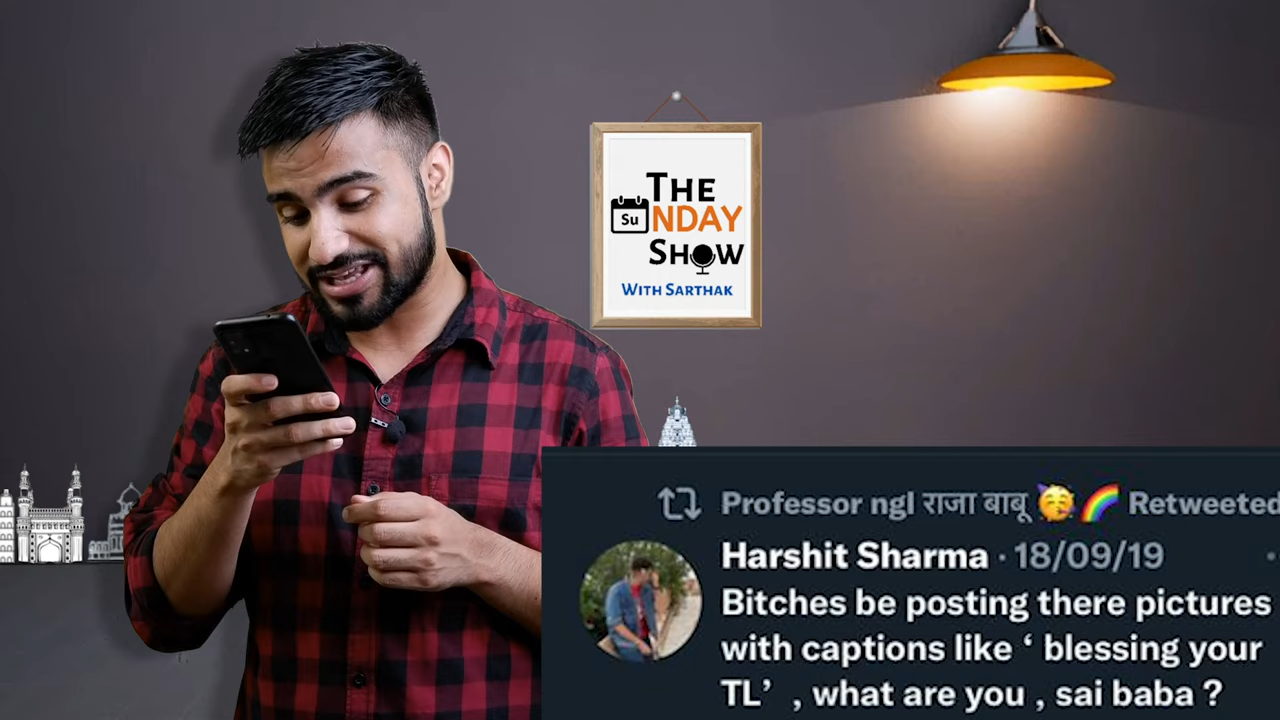 THE
Su NDAY
SHOW
WITH SARTHAK
Professor ngl राजा बाबू 🥳🌈 Retweeted
Harshit Sharma · 18/09/19
Bitches be posting there pictures
with captions like ‘ blessing your
TL’ , what are you , sai baba ?